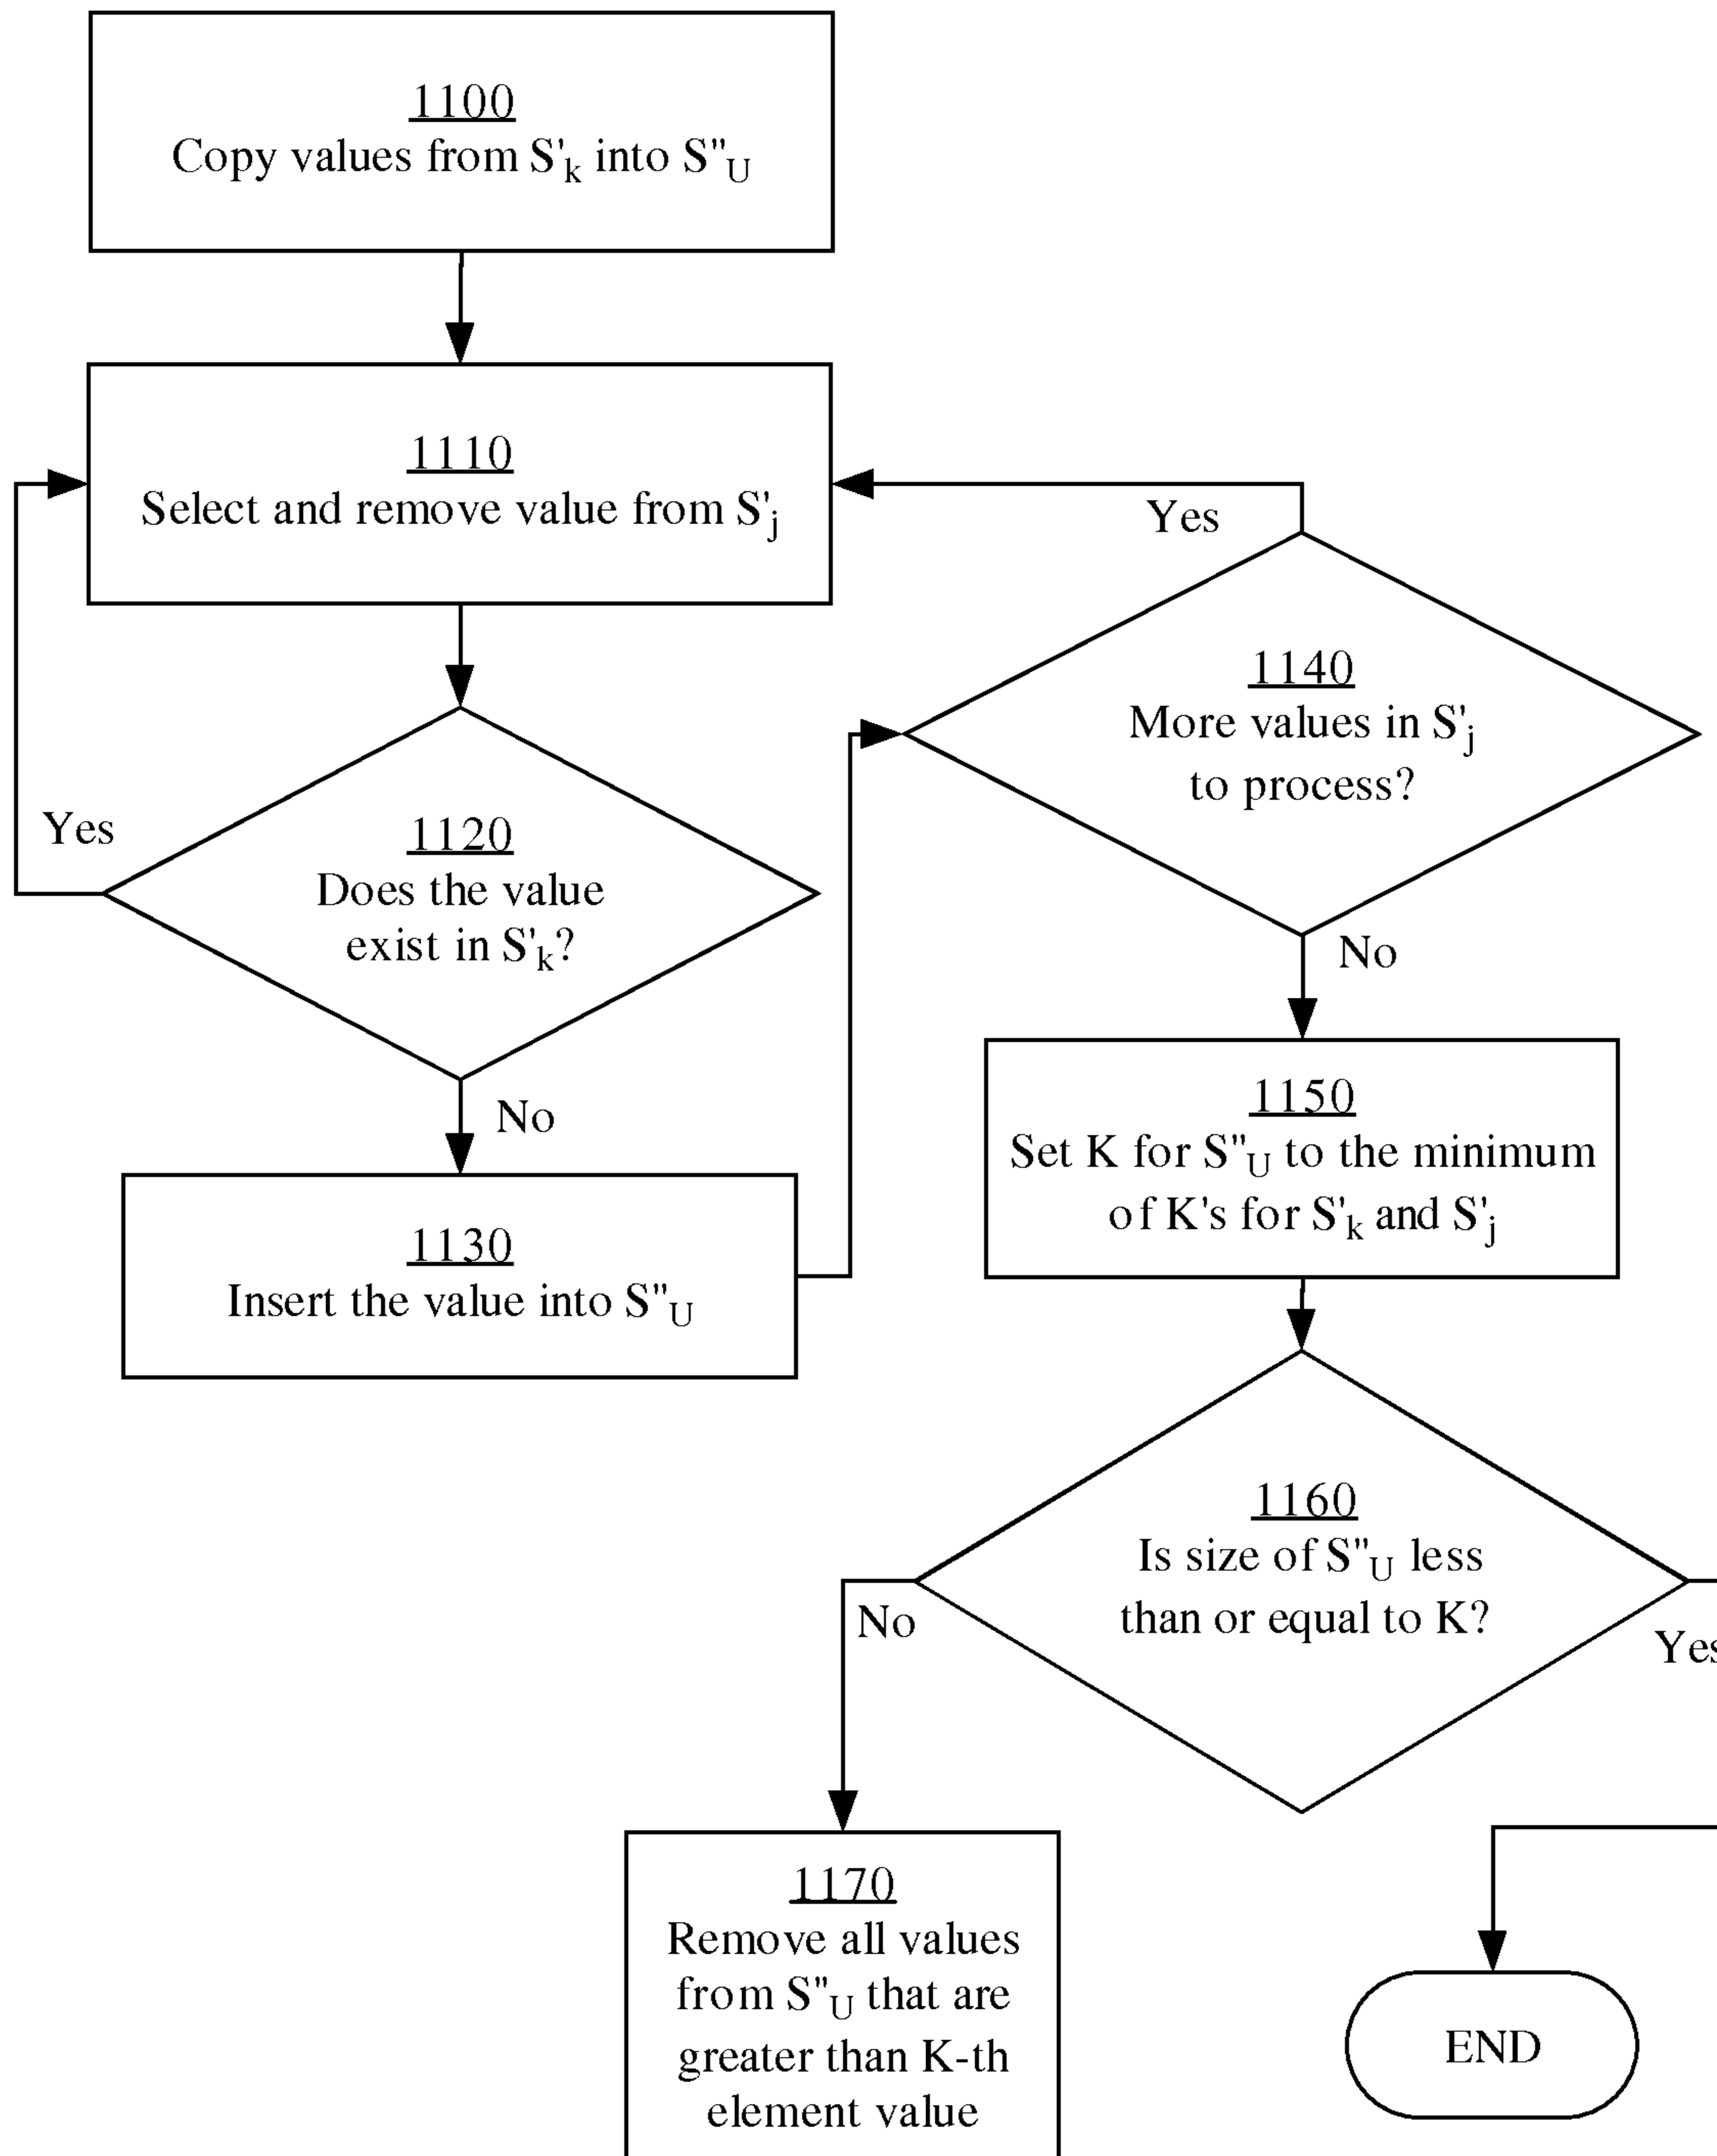 1100
Copy values from S'k into S"U
1110
Select and remove value from S'j
Yes
1140
More values in S'j
to process?
Yes
1120
Does the value
exist in S'k?
No
No
1150
Set K for S"U to the minimum
of K's for S'k and S'j
1130
Insert the value into S"U
1160
Is size of S"U less
than or equal to K?
No
Yes
1170
Remove all values
from S"U that are
greater than K-th
element value
END